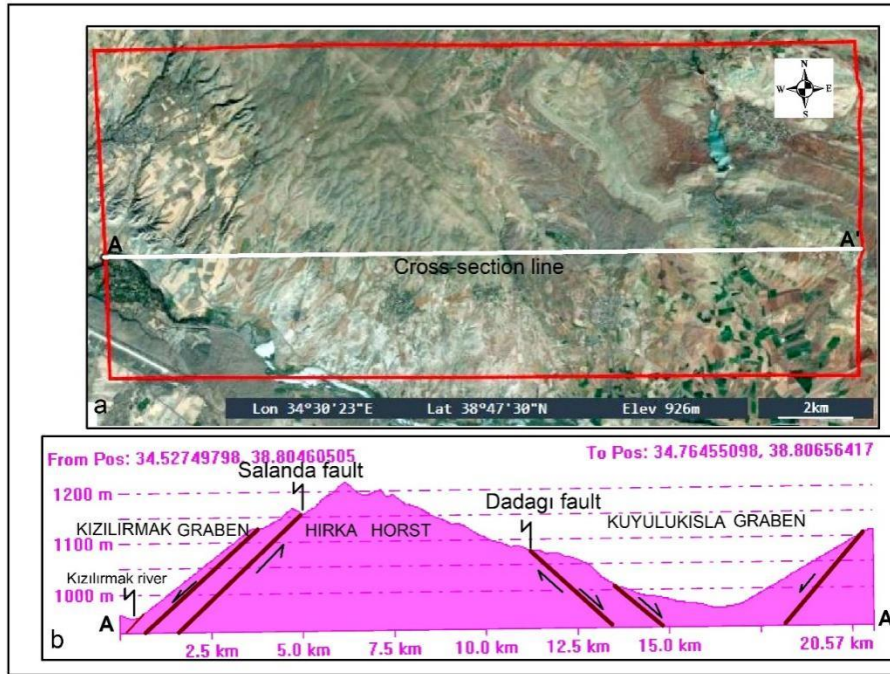 N
W E
S
A A'
Cross-section line
a
Lon 34°30'23"E Lat 38°47'30"N Elev 926m 2km
From Pos: 34.52749798, 38.80460505 To Pos: 34.76455098, 38.80656417
Salanda fault
1200 m
Dadagı fault
KIZILIRMAK GRABEN HIRKA HORST KUYULUKISLA GRABEN
1100 m
Kızılırmak river
1000 m
A A
b
2.5 km 5.0 km 7.5 km 10.0 km 12.5 km 15.0 km 20.57 km